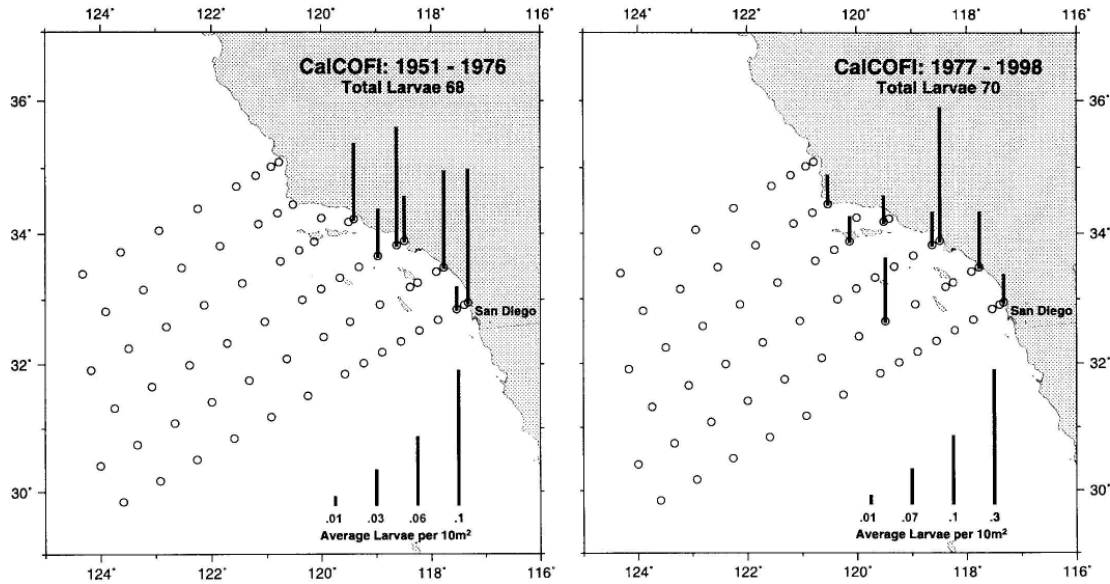 124° 122° 120° 118° 116°
CalCOFI: 1951 - 1976
Total Larvae 68
36°
34°
San Diego
32°
30°
.01 .03 .06 .1
Average Larvae per 10m²
124° 122° 120° 118° 116°
124° 122° 120° 118° 116°
CalCOFI: 1977 - 1998
Total Larvae 70
36°
34°
San Diego
32°
30°
.01 .07 .1 .3
Average Larvae per 10m²
124° 122° 120° 118° 116°